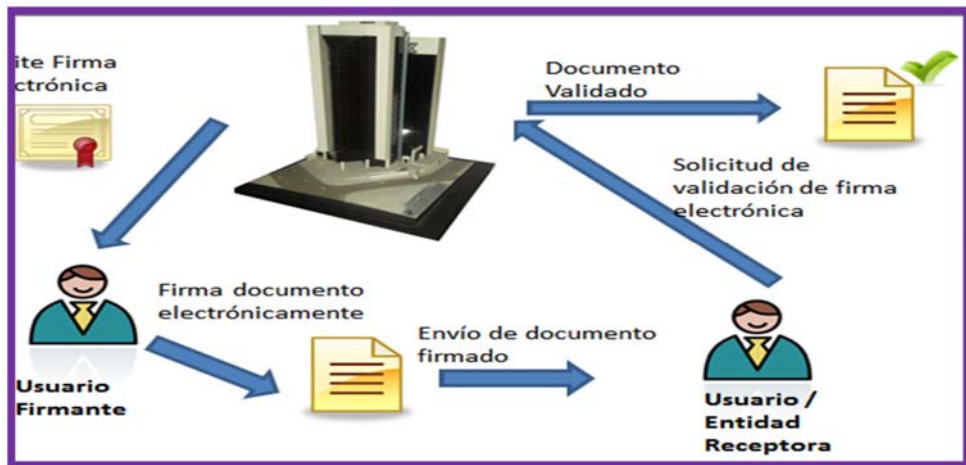 ite Firma
ctrónica
Documento
Validado
Solicitud de
validación de firma
electrónica
Firma documento
electrónicamente
Envío de documento
firmado
Usuario
Firmante
Usuario /
Entidad
Receptora